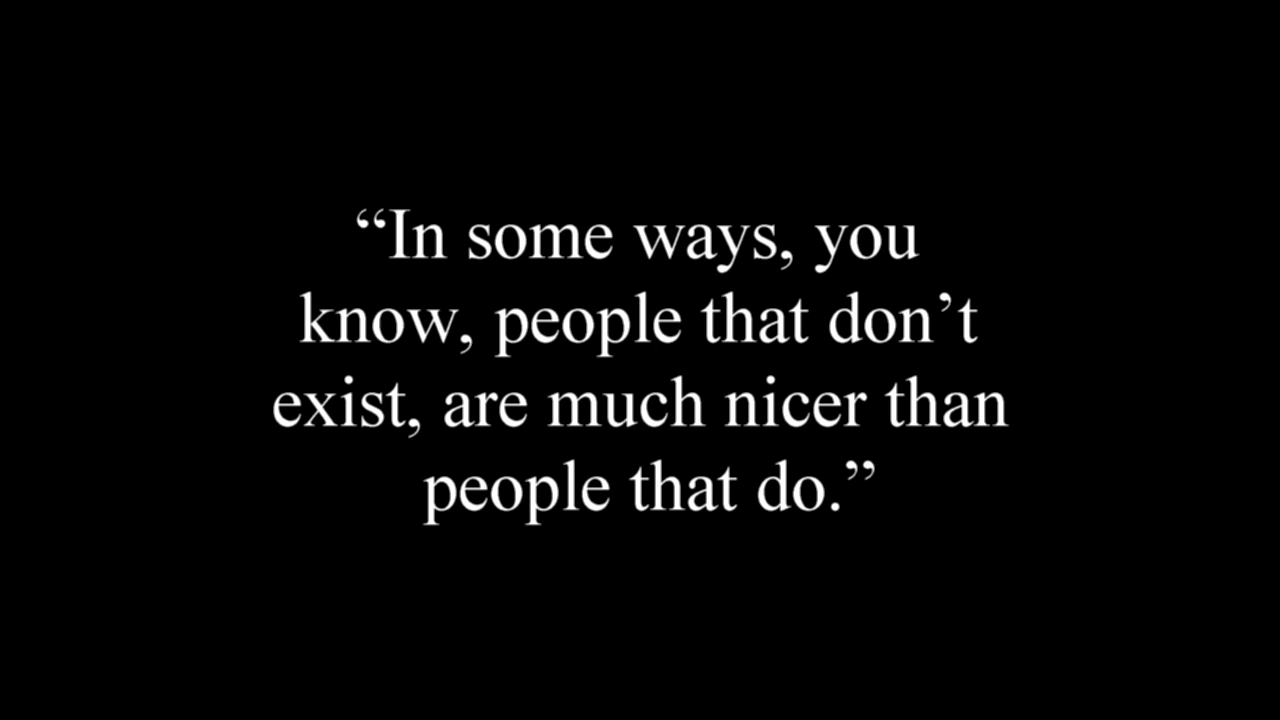 “In some ways, you
know, people that don’t
exist, are much nicer than
people that do.”